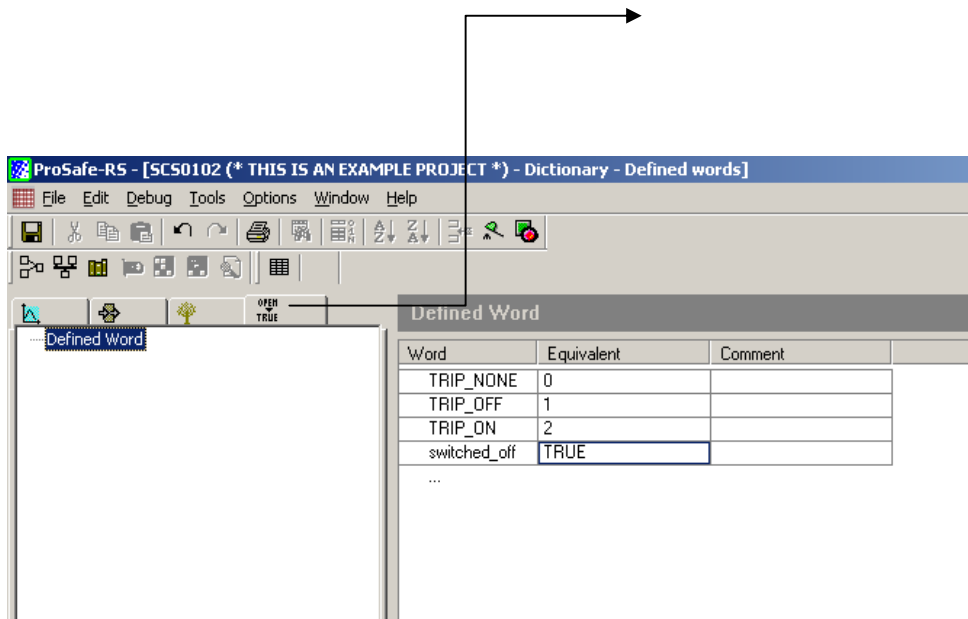 ProSafe-RS - [SCS0102 (* THIS IS AN EXAMPLE PROJECT *) - Dictionary - Defined words]
File Edit Debug Tools Options Window Help
OPEN
TRUE
Defined Word
Defined Word
Word Equivalent Comment
TRIP_NONE 0
TRIP_OFF 1
TRIP_ON 2
switched_off TRUE
...